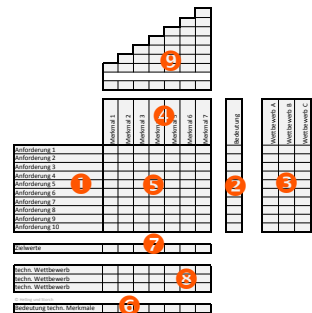 9
Merkmal 1
Merkmal 2
Merkmal 3
Merkmal 4
Merkmal 5
Merkmal 6
Merkmal 7
Bedeutung
Wettbewerb A
Wettbewerb B
Wettbewerb C
4
Anforderung 1
Anforderung 2
Anforderung 3
Anforderung 4
Anforderung 5
Anforderung 6
Anforderung 7
Anforderung 8
Anforderung 9
Anforderung 10
1
5
2
3
Zielwerte
7
techn. Wettbewerb
techn. Wettbewerb
techn. Wettbewerb
8
Bedeutung techn. Merkmale
6